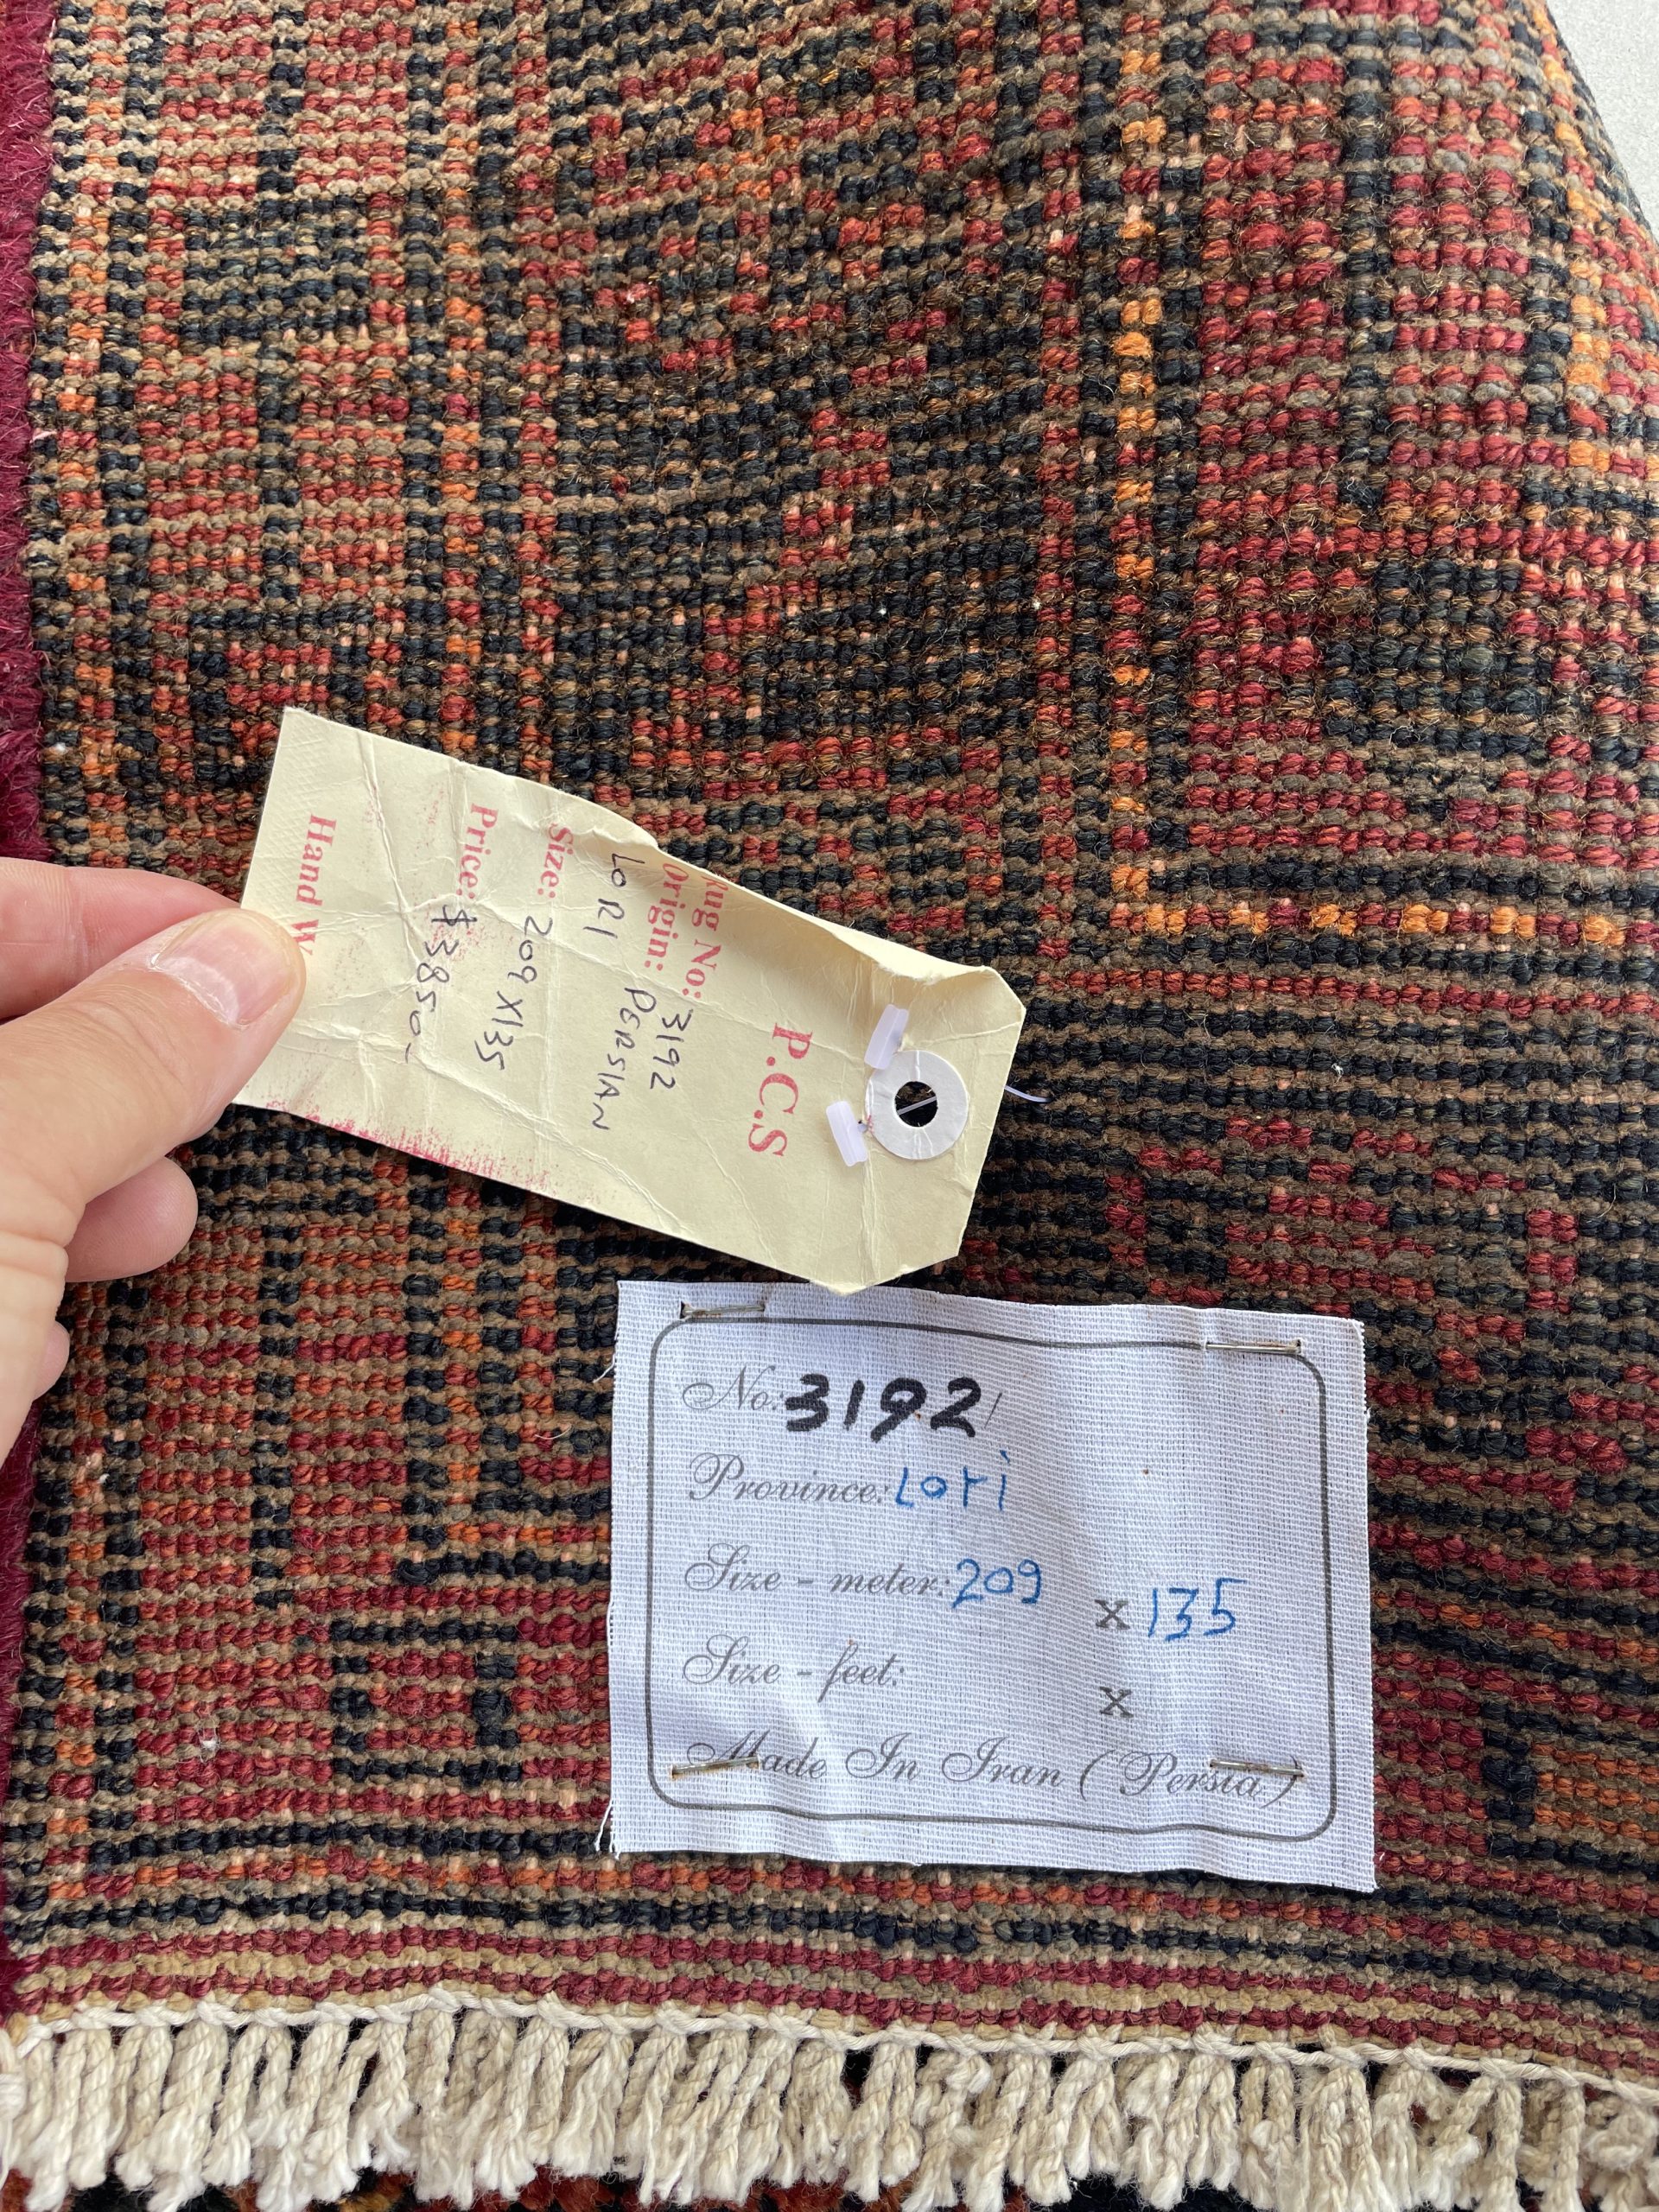 P.C.S
Rug No: 3192
Origin:
LORI PERSIAN
Size: 209 X135
Price: $3850-
Hand W
No: 3192
Province: Lori
Size - meter: 209 x 135
Size - feet: x
Made In Iran (Persia)